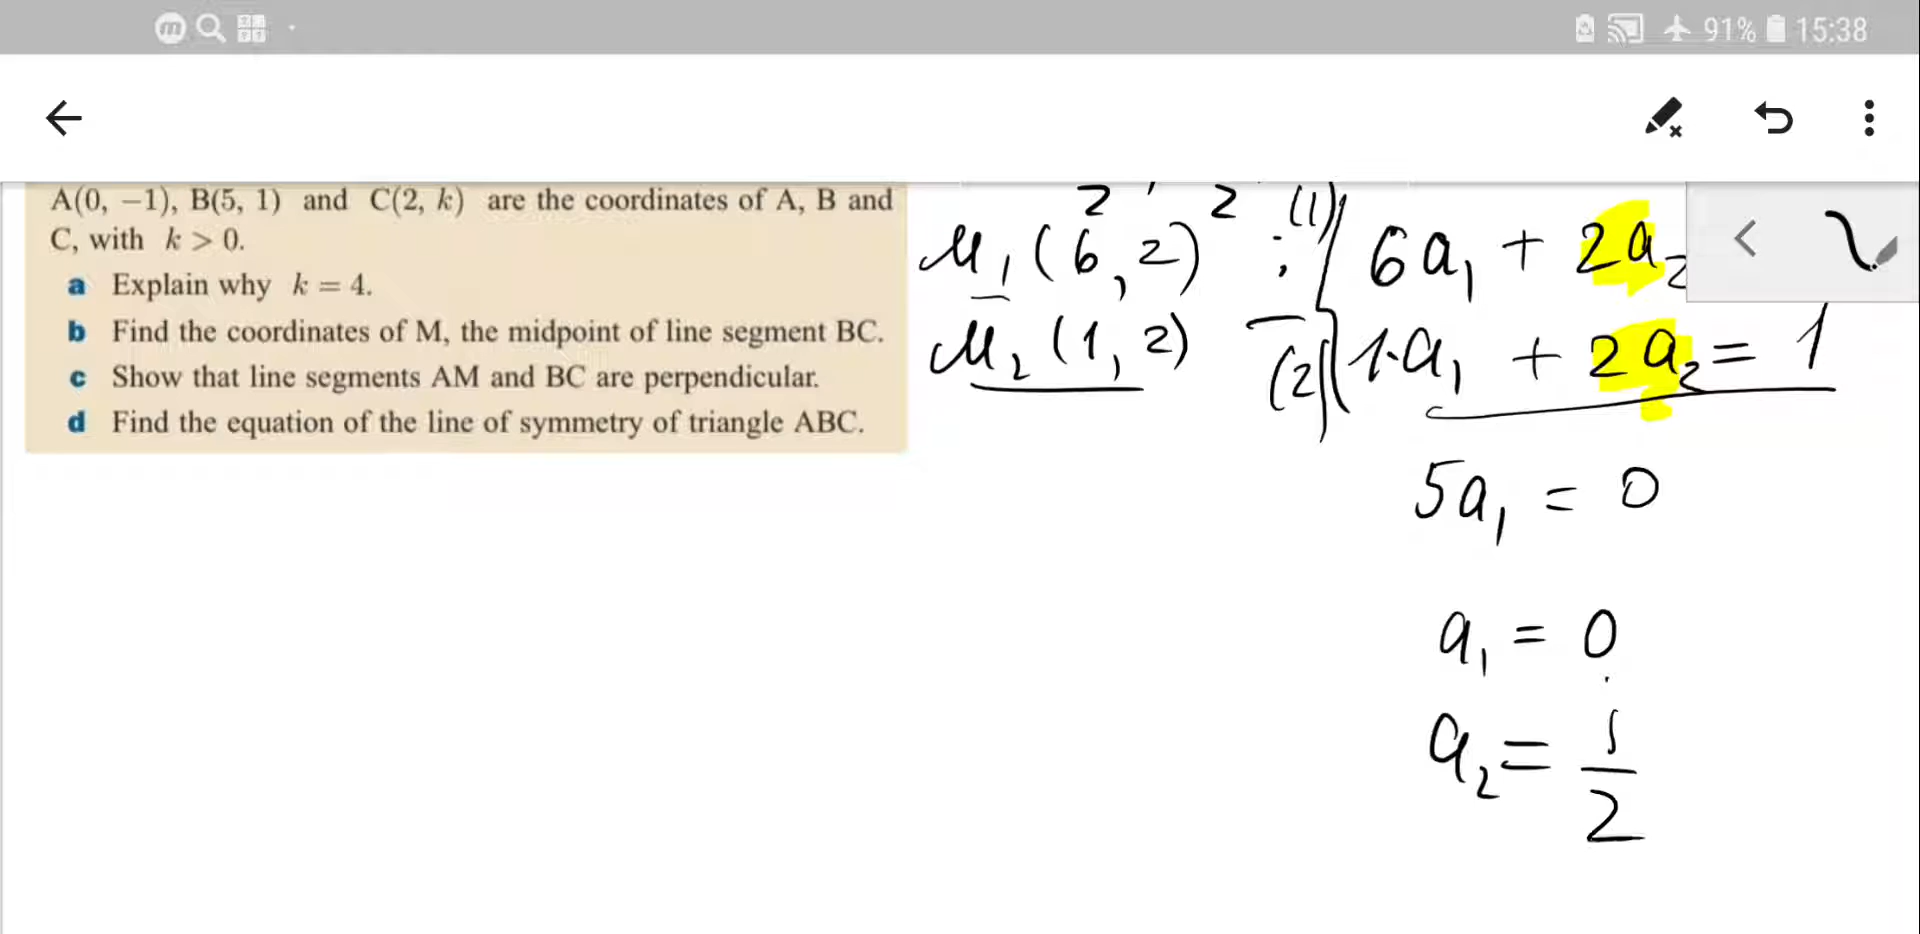 91% 15:38
A(0, −1), B(5, 1) and C(2, k) are the coordinates of A, B and
C, with k > 0.
a Explain why k = 4.
b Find the coordinates of M, the midpoint of line segment BC.
c Show that line segments AM and BC are perpendicular.
d Find the equation of the line of symmetry of triangle ABC.
2 , 2
M₁(6,2) : (1) 6a₁ + 2a₂
M₂(1,2) − (2) 1·a₁ + 2a₂ = 1
5a₁ = 0
a₁ = 0
a₂ = 1/2